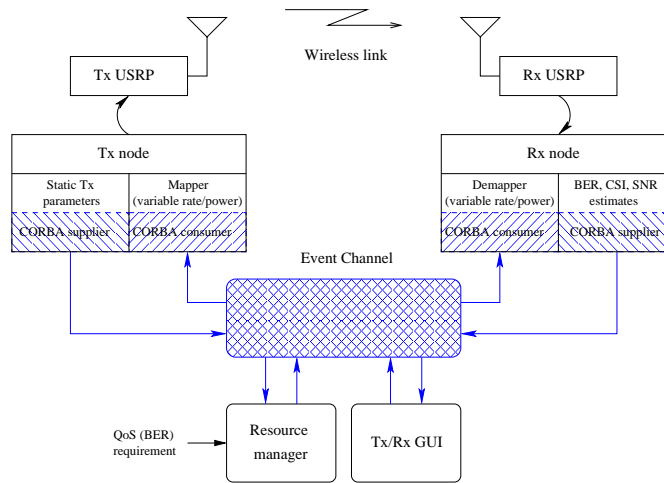 Wireless link
Tx USRP
Rx USRP
Tx node
Rx node
Static Tx
parameters
Mapper
(variable rate/power)
Demapper
(variable rate/power)
BER, CSI, SNR
estimates
CORBA supplier
CORBA consumer
CORBA consumer
CORBA supplier
Event Channel
QoS (BER)
requirement
Resource
manager
Tx/Rx GUI